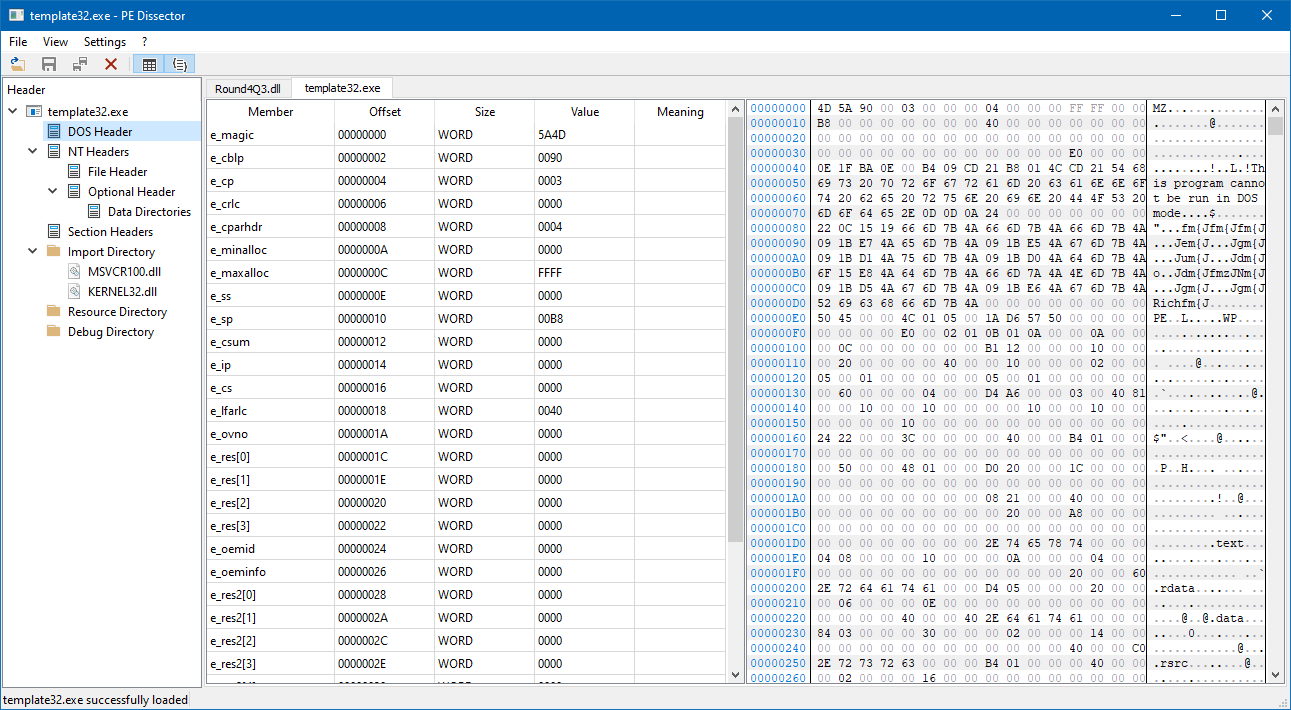 template32.exe - PE Dissector
File View Settings ?
Header
template32.exe
DOS Header
NT Headers
File Header
Optional Header
Data Directories
Section Headers
Import Directory
MSVCR100.dll
KERNEL32.dll
Resource Directory
Debug Directory
Round4Q3.dll template32.exe
Member Offset Size Value Meaning
e_magic 00000000 WORD 5A4D
e_cblp 00000002 WORD 0090
e_cp 00000004 WORD 0003
e_crlc 00000006 WORD 0000
e_cparhdr 00000008 WORD 0004
e_minalloc 0000000A WORD 0000
e_maxalloc 0000000C WORD FFFF
e_ss 0000000E WORD 0000
e_sp 00000010 WORD 00B8
e_csum 00000012 WORD 0000
e_ip 00000014 WORD 0000
e_cs 00000016 WORD 0000
e_lfarlc 00000018 WORD 0040
e_ovno 0000001A WORD 0000
e_res[0] 0000001C WORD 0000
e_res[1] 0000001E WORD 0000
e_res[2] 00000020 WORD 0000
e_res[3] 00000022 WORD 0000
e_oemid 00000024 WORD 0000
e_oeminfo 00000026 WORD 0000
e_res2[0] 00000028 WORD 0000
e_res2[1] 0000002A WORD 0000
e_res2[2] 0000002C WORD 0000
e_res2[3] 0000002E WORD 0000
00000000 4D 5A 90 00 03 00 00 00 04 00 00 00 FF FF 00 00 MZ..............
00000010 B8 00 00 00 00 00 00 00 40 00 00 00 00 00 00 00 ........@.......
00000020 00 00 00 00 00 00 00 00 00 00 00 00 00 00 00 00 ................
00000030 00 00 00 00 00 00 00 00 00 00 00 00 E0 00 00 00 ................
00000040 0E 1F BA 0E 00 B4 09 CD 21 B8 01 4C CD 21 54 68 ........!..L.!Th
00000050 69 73 20 70 72 6F 67 72 61 6D 20 63 61 6E 6E 6F is program canno
00000060 74 20 62 65 20 72 75 6E 20 69 6E 20 44 4F 53 20 t be run in DOS
00000070 6D 6F 64 65 2E 0D 0D 0A 24 00 00 00 00 00 00 00 mode....$.......
00000080 22 0C 15 19 66 6D 7B 4A 66 6D 7B 4A 66 6D 7B 4A "...fm{Jfm{Jfm{J
00000090 09 1B E7 4A 65 6D 7B 4A 09 1B E5 4A 67 6D 7B 4A ...Jem{J...Jgm{J
000000A0 09 1B D1 4A 75 6D 7B 4A 09 1B D0 4A 64 6D 7B 4A ...Jum{J...Jdm{J
000000B0 6F 15 E8 4A 64 6D 7B 4A 66 6D 7A 4A 4E 6D 7B 4A o..Jdm{JfmzJNm{J
000000C0 09 1B D5 4A 67 6D 7B 4A 09 1B E6 4A 67 6D 7B 4A ...Jgm{J...Jgm{J
000000D0 52 69 63 68 66 6D 7B 4A 00 00 00 00 00 00 00 00 Richfm{J........
000000E0 50 45 00 00 4C 01 05 00 1A D6 57 50 00 00 00 00 PE..L.....WP....
000000F0 00 00 00 00 E0 00 02 01 0B 01 0A 00 00 0A 00 00 ................
00000100 00 0C 00 00 00 00 00 00 B1 12 00 00 00 10 00 00 ................
00000110 00 20 00 00 00 00 40 00 00 10 00 00 00 02 00 00 . ....@.........
00000120 05 00 01 00 00 00 00 00 05 00 01 00 00 00 00 00 ................
00000130 00 60 00 00 00 04 00 00 D4 A6 00 00 03 00 40 81 .`............@.
00000140 00 00 10 00 00 10 00 00 00 00 10 00 00 10 00 00 ................
00000150 00 00 00 00 10 00 00 00 00 00 00 00 00 00 00 00 ................
00000160 24 22 00 00 3C 00 00 00 00 40 00 00 B4 01 00 00 $"..<....@......
00000170 00 00 00 00 00 00 00 00 00 00 00 00 00 00 00 00 ................
00000180 00 50 00 00 48 01 00 00 D0 20 00 00 1C 00 00 00 .P..H.... ......
00000190 00 00 00 00 00 00 00 00 00 00 00 00 00 00 00 00 ................
000001A0 00 00 00 00 00 00 00 00 08 21 00 00 40 00 00 00 .........!..@...
000001B0 00 00 00 00 00 00 00 00 00 20 00 00 A8 00 00 00 ......... ......
000001C0 00 00 00 00 00 00 00 00 00 00 00 00 00 00 00 00 ................
000001D0 00 00 00 00 00 00 00 00 2E 74 65 78 74 00 00 00 .........text...
000001E0 04 08 00 00 00 10 00 00 00 0A 00 00 00 04 00 00 ................
000001F0 00 00 00 00 00 00 00 00 00 00 00 00 20 00 00 60 ............ ..`
00000200 2E 72 64 61 74 61 00 00 D4 05 00 00 00 20 00 00 .rdata....... ..
00000210 00 06 00 00 00 0E 00 00 00 00 00 00 00 00 00 00 ................
00000220 00 00 00 00 40 00 00 40 2E 64 61 74 61 00 00 00 ....@..@.data...
00000230 84 03 00 00 00 30 00 00 00 02 00 00 00 14 00 00 .....0..........
00000240 00 00 00 00 00 00 00 00 00 00 00 00 40 00 00 C0 ............@...
00000250 2E 72 73 72 63 00 00 00 B4 01 00 00 00 40 00 00 .rsrc........@..
00000260 00 02 00 00 00 16 00 00 00 00 00 00 00 00 00 00 ................
template32.exe successfully loaded